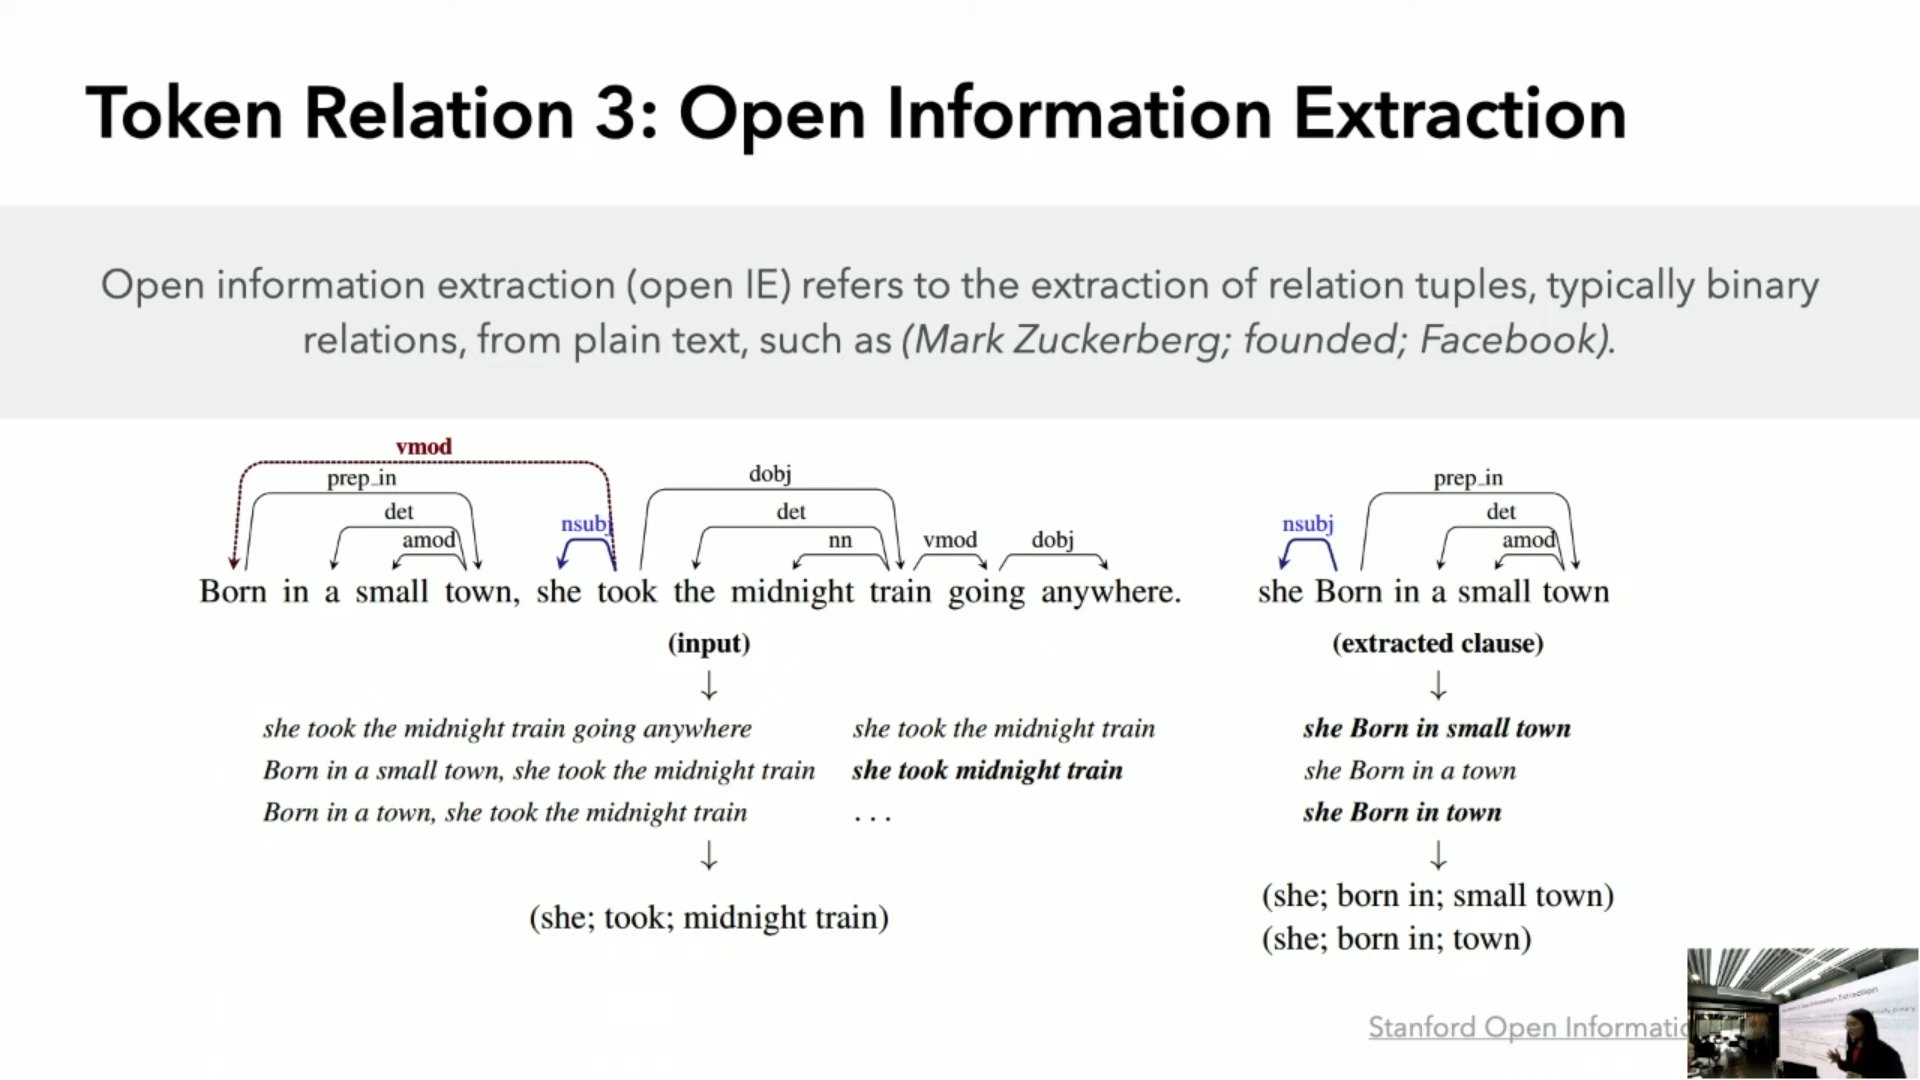 Token Relation 3: Open Information Extraction
Open information extraction (open IE) refers to the extraction of relation tuples, typically binary
relations, from plain text, such as (Mark Zuckerberg; founded; Facebook).
vmod
prep_in
det
amod
nsubj
dobj
det
nn
vmod
dobj
Born in a small town, she took the midnight train going anywhere.
(input)
↓
she took the midnight train going anywhere
Born in a small town, she took the midnight train
Born in a town, she took the midnight train
she took the midnight train
she took midnight train
. . .
↓
(she; took; midnight train)
prep_in
det
amod
nsubj
she Born in a small town
(extracted clause)
↓
she Born in small town
she Born in a town
she Born in town
↓
(she; born in; small town)
(she; born in; town)
Stanford Open